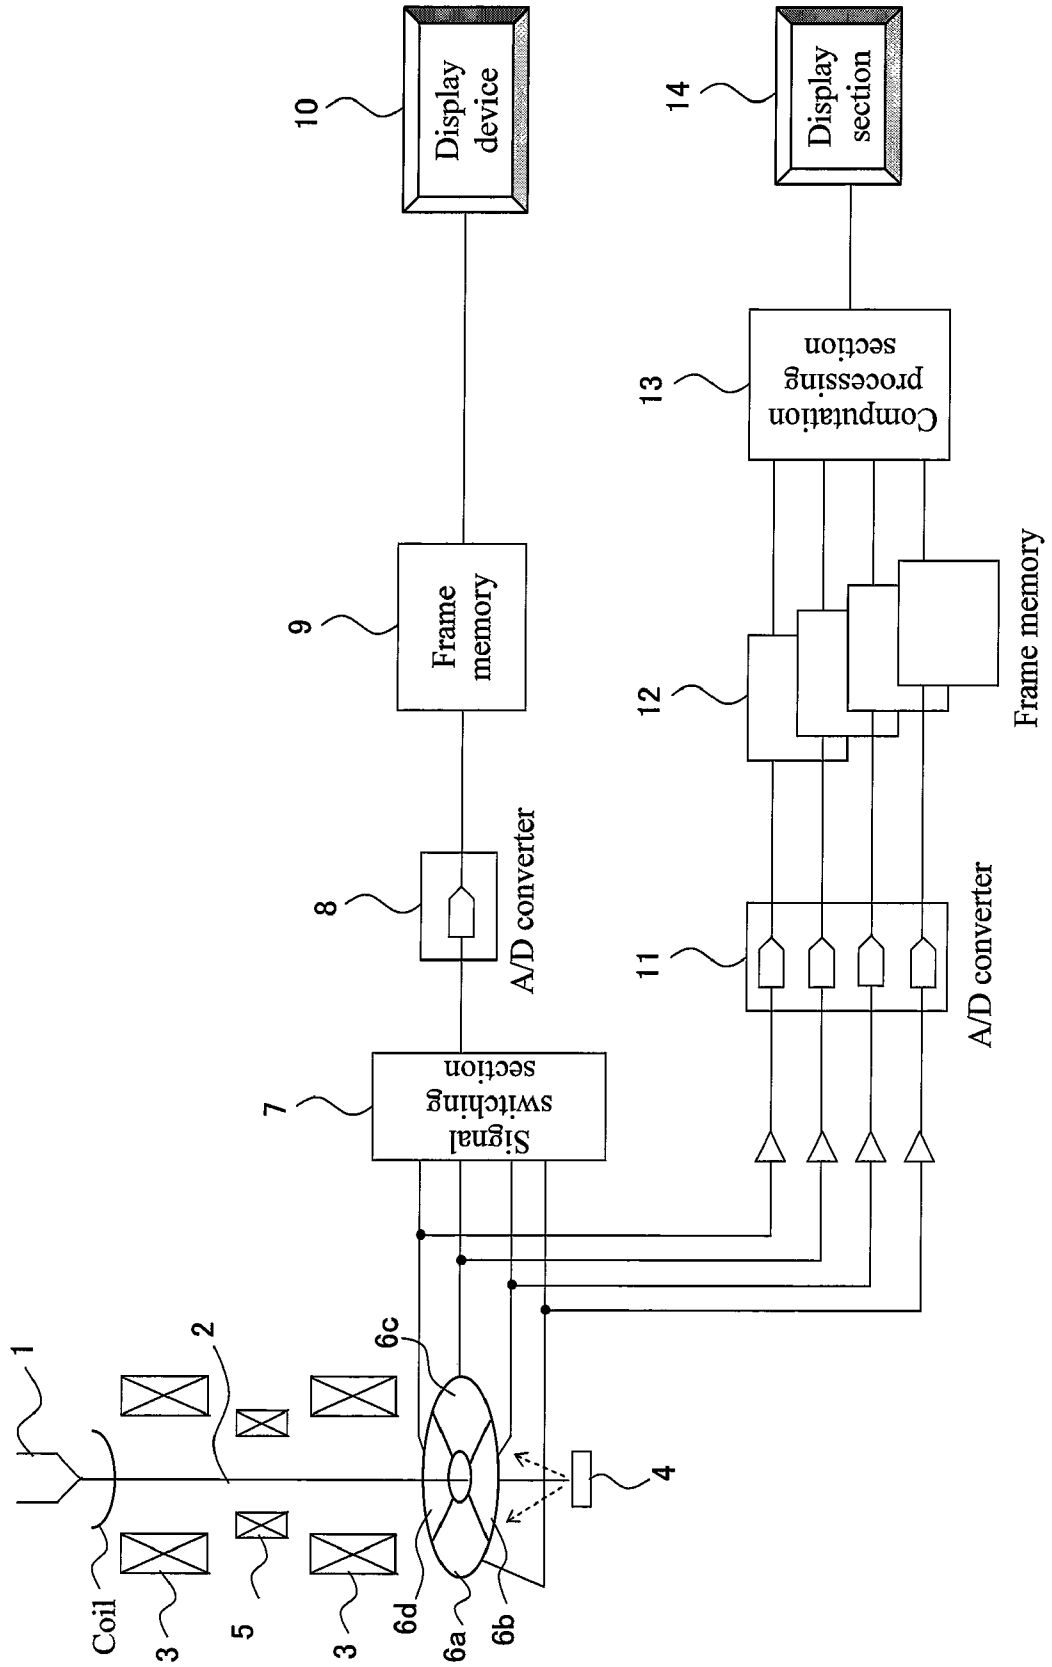 1
Coil
2
3
5
3
6c
6d
6a
6b
4
7
Signal
switching
section
8
A/D converter
9
Frame
memory
10
Display
device
11
A/D converter
12
Frame memory
13
Computation
processing
section
14
Display
section